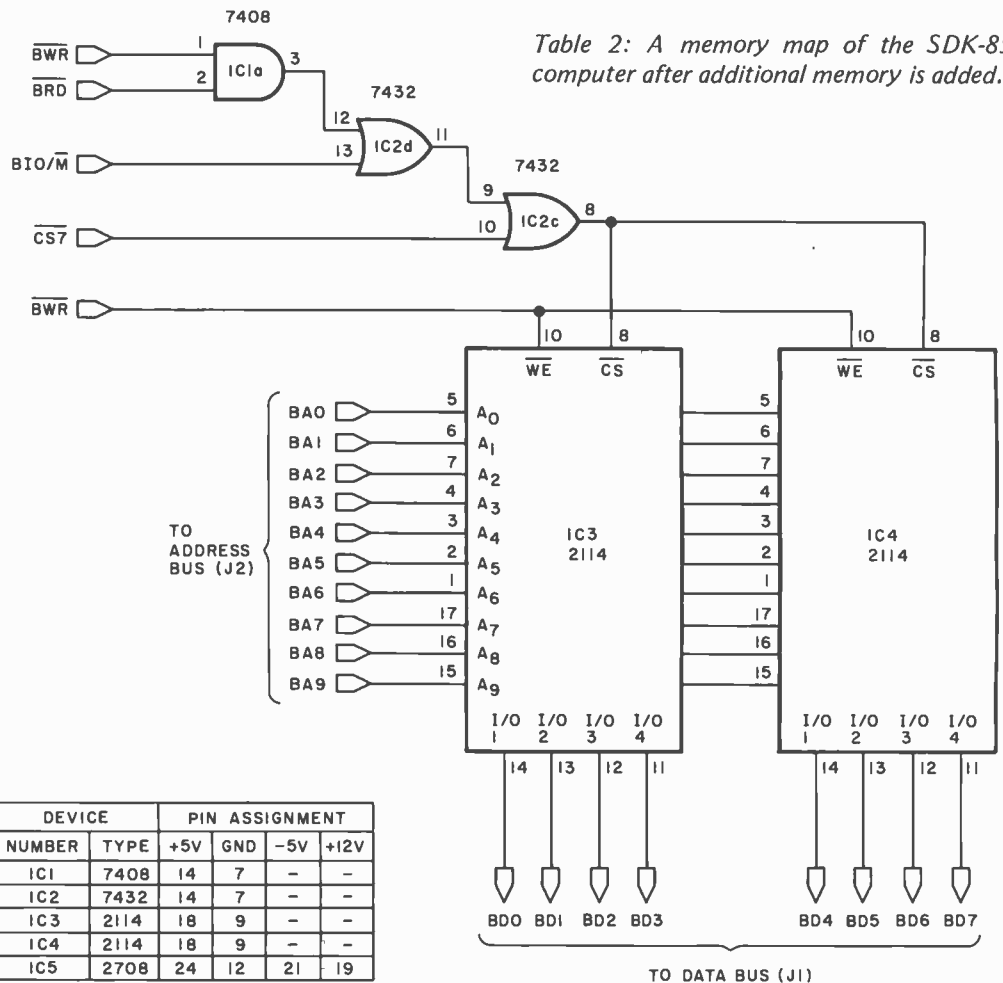 7408
Table 2: A memory map of the SDK-85
computer after additional memory is added.
BWR
1
IC1a
3
BRD
2
7432
12
IC2d
11
BIO/M
13
7432
9
IC2c
8
CS7
10
BWR
10 8
WE CS
10 8
WE CS
TO
ADDRESS
BUS (J2)
BA0 5 A0 5
BA1 6 A1 6
BA2 7 A2 7
BA3 4 A3 4
BA4 3 A4 3
BA5 2 A5 2
BA6 1 A6 1
BA7 17 A7 17
BA8 16 A8 16
BA9 15 A9 15
IC3
2114
IC4
2114
I/O I/O I/O I/O
1 2 3 4
I/O I/O I/O I/O
1 2 3 4
14 13 12 11
14 13 12 11
BD0 BD1 BD2 BD3
BD4 BD5 BD6 BD7
TO DATA BUS (J1)
DEVICE PIN ASSIGNMENT
NUMBER TYPE +5V GND -5V +12V
IC1 7408 14 7 - -
IC2 7432 14 7 - -
IC3 2114 18 9 - -
IC4 2114 18 9 - -
IC5 2708 24 12 21 19